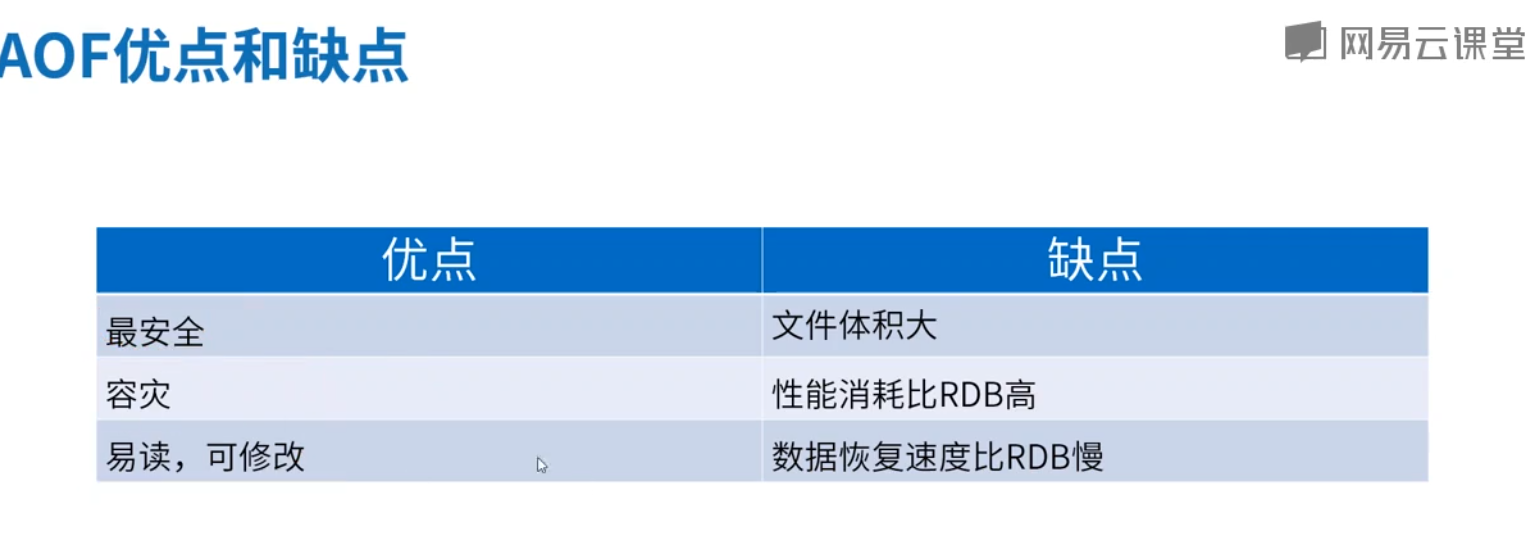 AOF优点和缺点
网易云课堂
优点 缺点
最安全 文件体积大
容灾 性能消耗比RDB高
易读，可修改 数据恢复速度比RDB慢